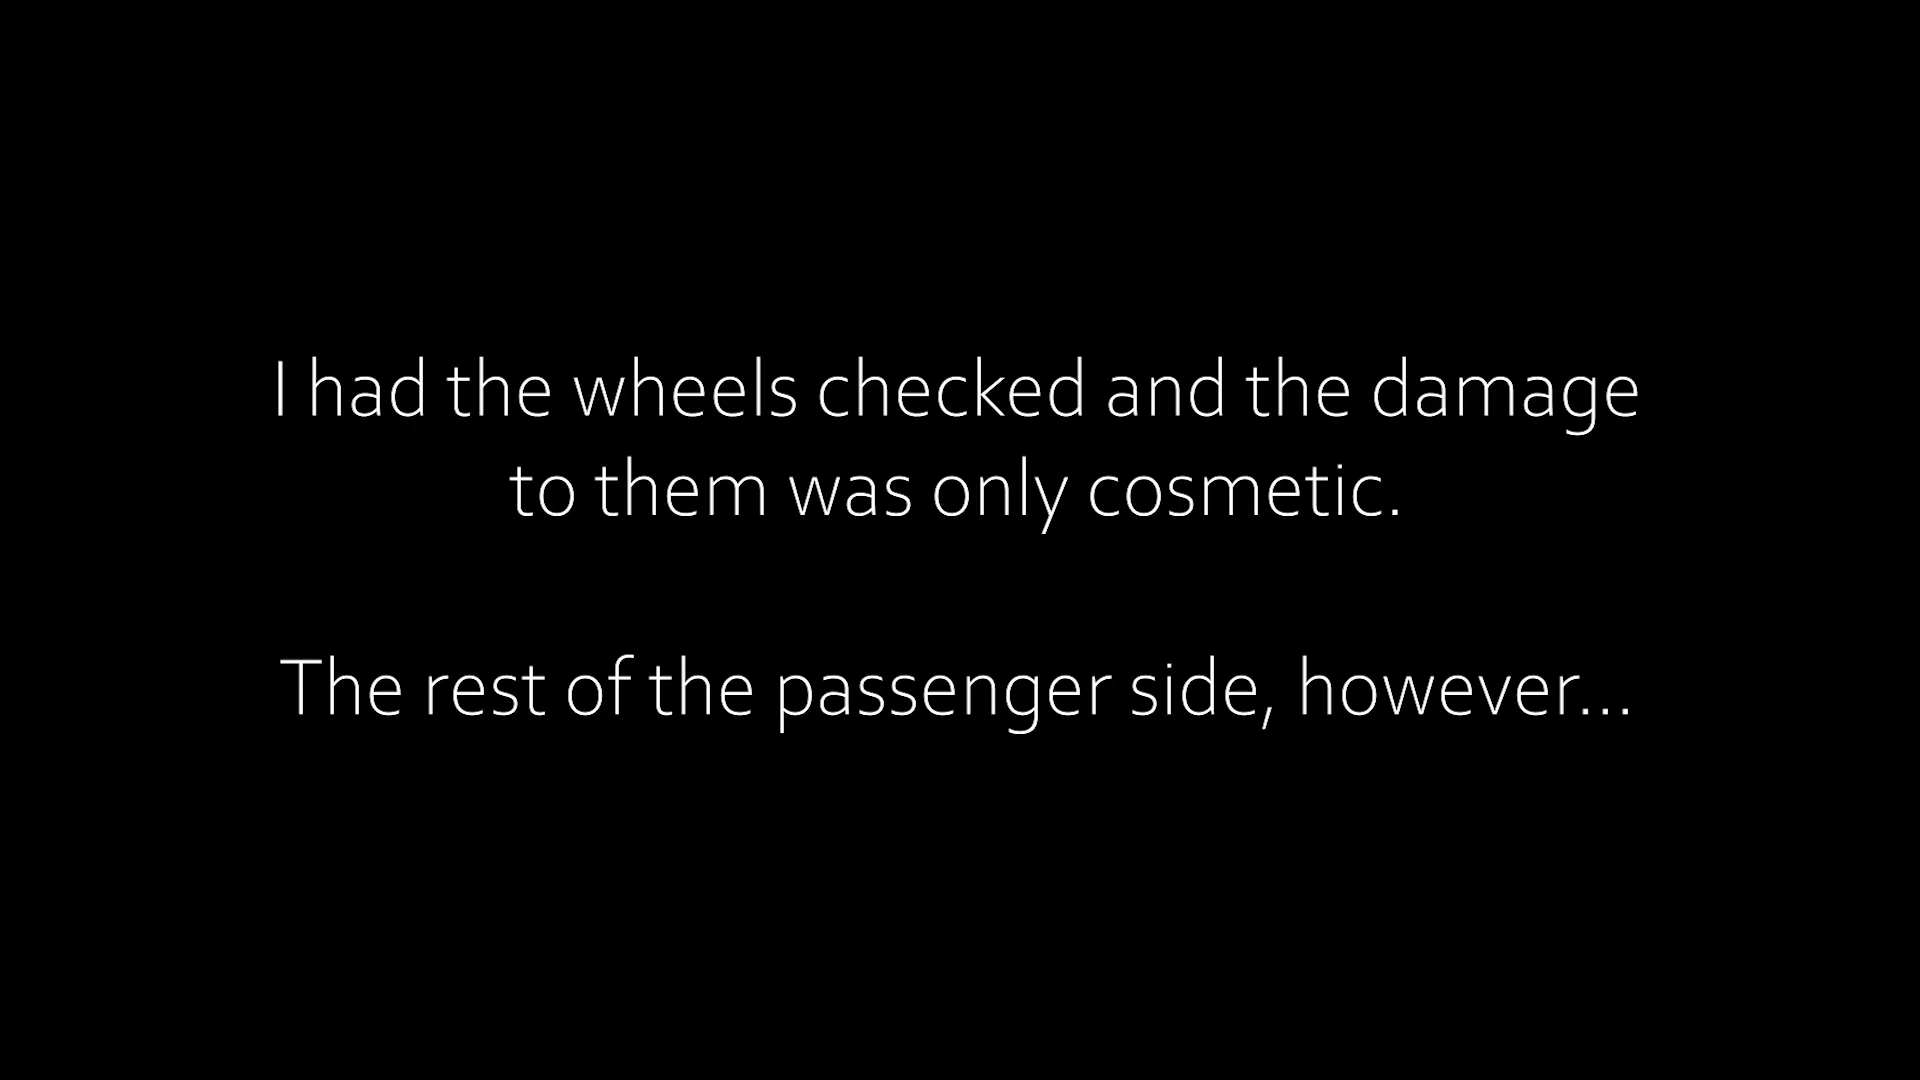 I had the wheels checked and the damage
to them was only cosmetic.
The rest of the passenger side, however...